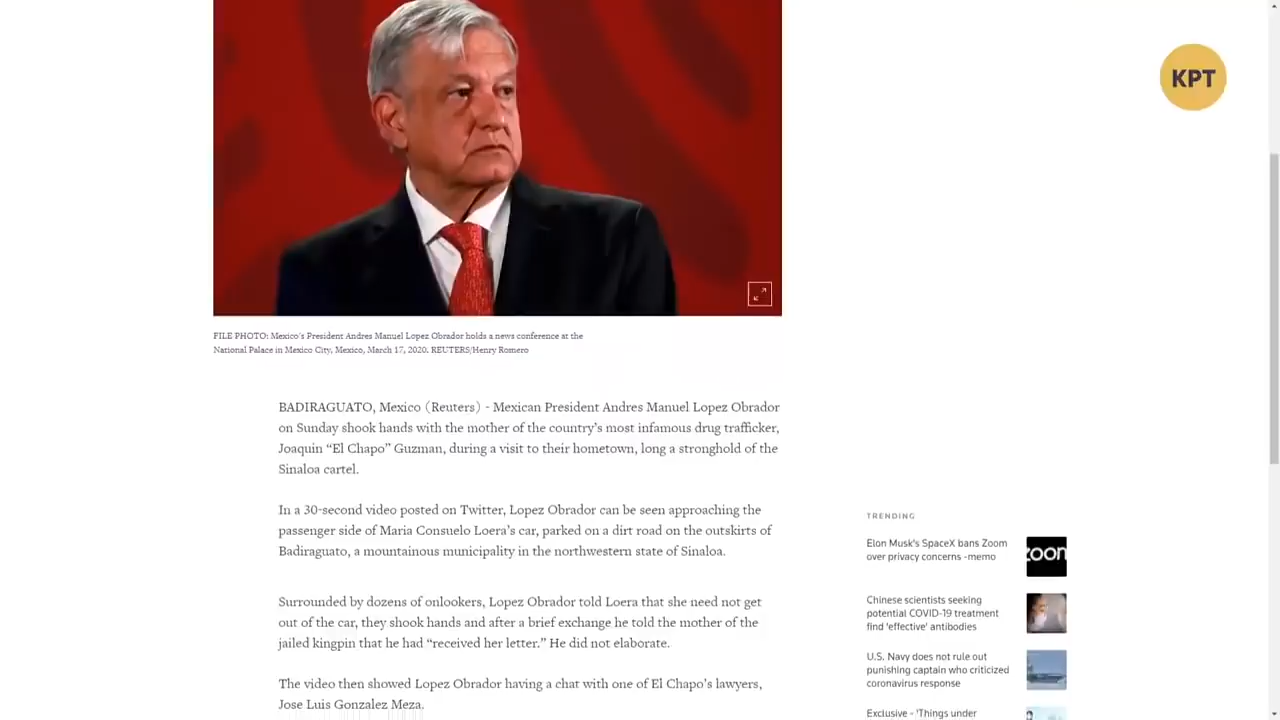 KPT
FILE PHOTO: Mexico's President Andres Manuel Lopez Obrador holds a news conference at the
National Palace in Mexico City, Mexico, March 17, 2020. REUTERS/Henry Romero
BADIRAGUATO, Mexico (Reuters) - Mexican President Andres Manuel Lopez Obrador
on Sunday shook hands with the mother of the country’s most infamous drug trafficker,
Joaquin “El Chapo” Guzman, during a visit to their hometown, long a stronghold of the
Sinaloa cartel.
In a 30-second video posted on Twitter, Lopez Obrador can be seen approaching the
passenger side of Maria Consuelo Loera’s car, parked on a dirt road on the outskirts of
Badiraguato, a mountainous municipality in the northwestern state of Sinaloa.
Surrounded by dozens of onlookers, Lopez Obrador told Loera that she need not get
out of the car, they shook hands and after a brief exchange he told the mother of the
jailed kingpin that he had “received her letter.” He did not elaborate.
The video then showed Lopez Obrador having a chat with one of El Chapo’s lawyers,
Jose Luis Gonzalez Meza.
TRENDING
Elon Musk's SpaceX bans Zoom
over privacy concerns -memo
zoom
Chinese scientists seeking
potential COVID-19 treatment
find 'effective' antibodies
U.S. Navy does not rule out
punishing captain who criticized
coronavirus response
Exclusive - 'Things under